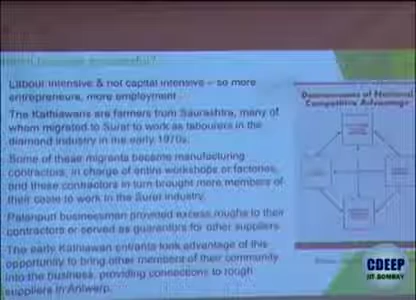 Labour intensive & not capital intensive – so more
entrepreneurs, more employment
The Kathiawaris are farmers from Saurashtra, many of
whom migrated to Surat to work as labourers in the
diamond industry in the early 1970s.
Some of these migrants became manufacturing
contractors, in charge of entire workshops or factories,
and these contractors in turn brought more members of
their caste to work in the Surat industry.
Palanpuri businessmen provided excess roughs to their
contractors or served as guarantors for other suppliers.
The early Kathiawari entrants took advantage of this
opportunity to bring other members of their community
into the business, providing connections to rough
suppliers in Antwerp.
Determinants of National
Competitive Advantage
CDEEP
IIT BOMBAY